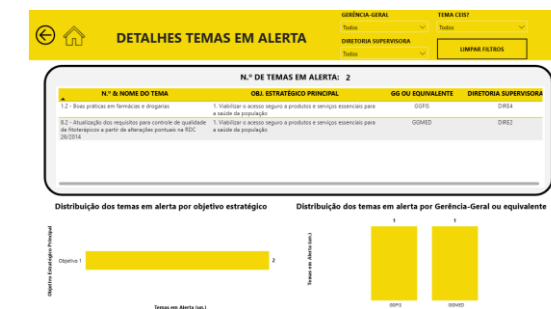 GERÊNCIA-GERAL
TEMA CEIS?
Todos
Todos
DETALHES TEMAS EM ALERTA
DIRETORIA SUPERVISORA
Todos
LIMPAR FILTROS
N.º DE TEMAS EM ALERTA: 2
N.º & NOME DO TEMA
OBJ. ESTRATÉGICO PRINCIPAL
GG OU EQUIVALENTE
DIRETORIA SUPERVISORA
1.2 - Boas práticas em farmácias e drogarias
1. Viabilizar o acesso seguro a produtos e serviços essenciais para
a saúde da população
GGFIS
DIRE4
8.2 - Atualização dos requisitos para controle de qualidade
de fitoterápicos a partir de alterações pontuais na RDC
26/2014
1. Viabilizar o acesso seguro a produtos e serviços essenciais para
a saúde da população
GGMED
DIRE2
Distribuição dos temas em alerta por objetivo estratégico
Objetivo Estratégico Principal
Objetivo 1
2
Temas em Alerta (un.)
Distribuição dos temas em alerta por Gerência-Geral ou equivalente
Temas em Alerta (un.)
1
1
GGFIS
GGMED